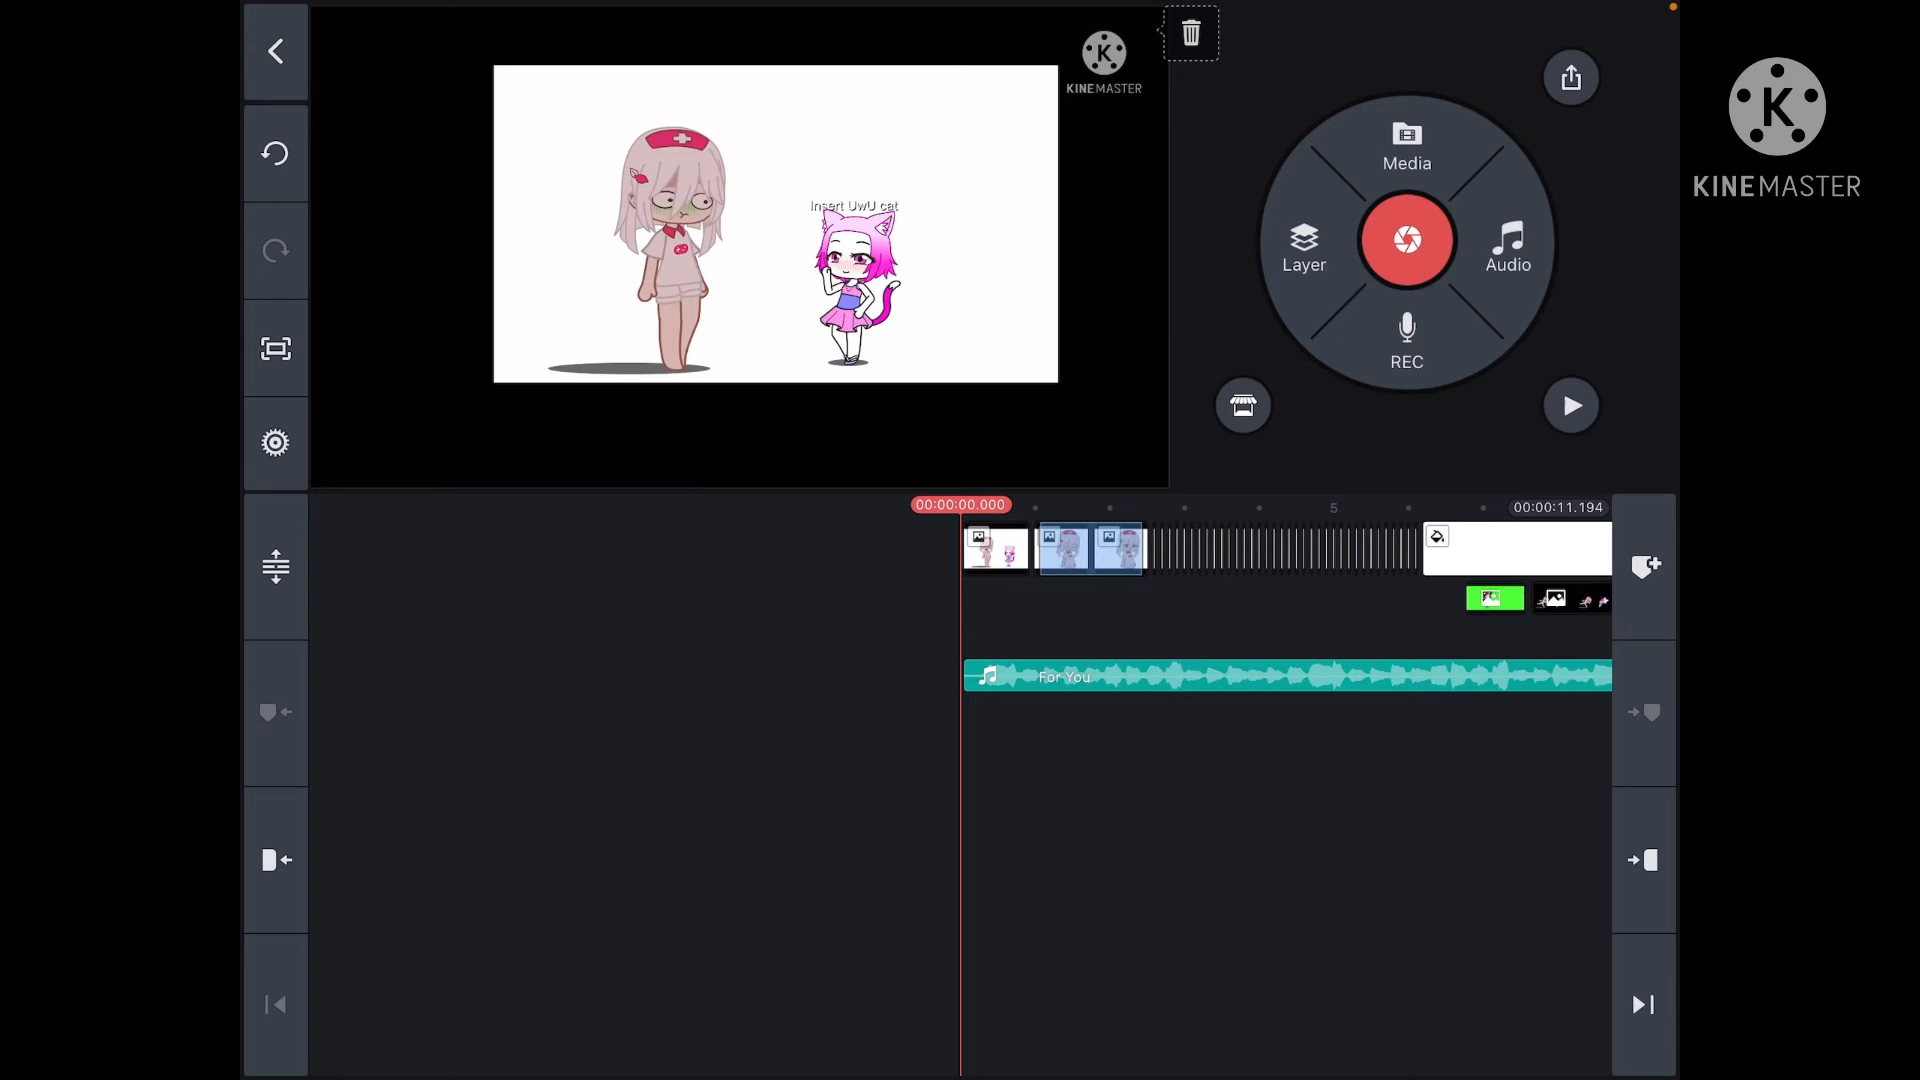 K
KINEMASTER
Insert UwU cat
Media
Layer
Audio
REC
K
KINEMASTER
00:00:00.000
5
00:00:11.194
For You